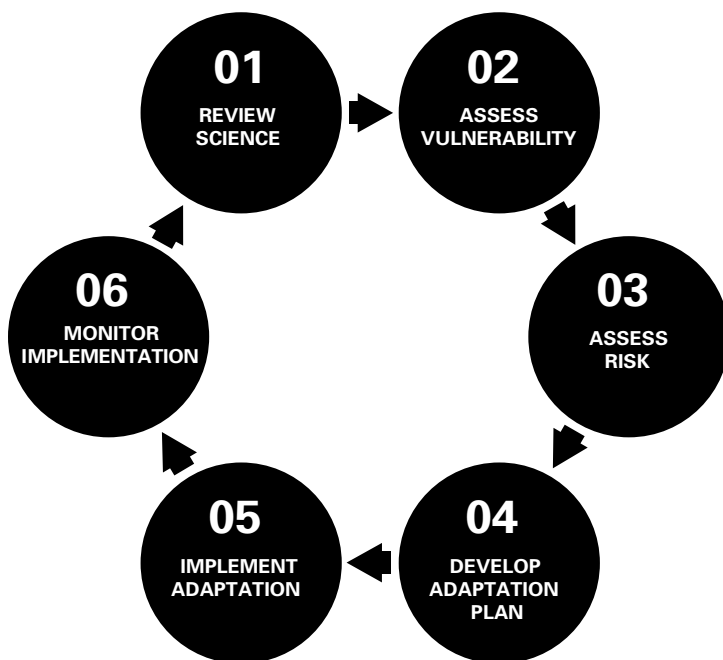 01
REVIEW
SCIENCE
02
ASSESS
VULNERABILITY
03
ASSESS
RISK
04
DEVELOP
ADAPTATION
PLAN
05
IMPLEMENT
ADAPTATION
06
MONITOR
IMPLEMENTATION